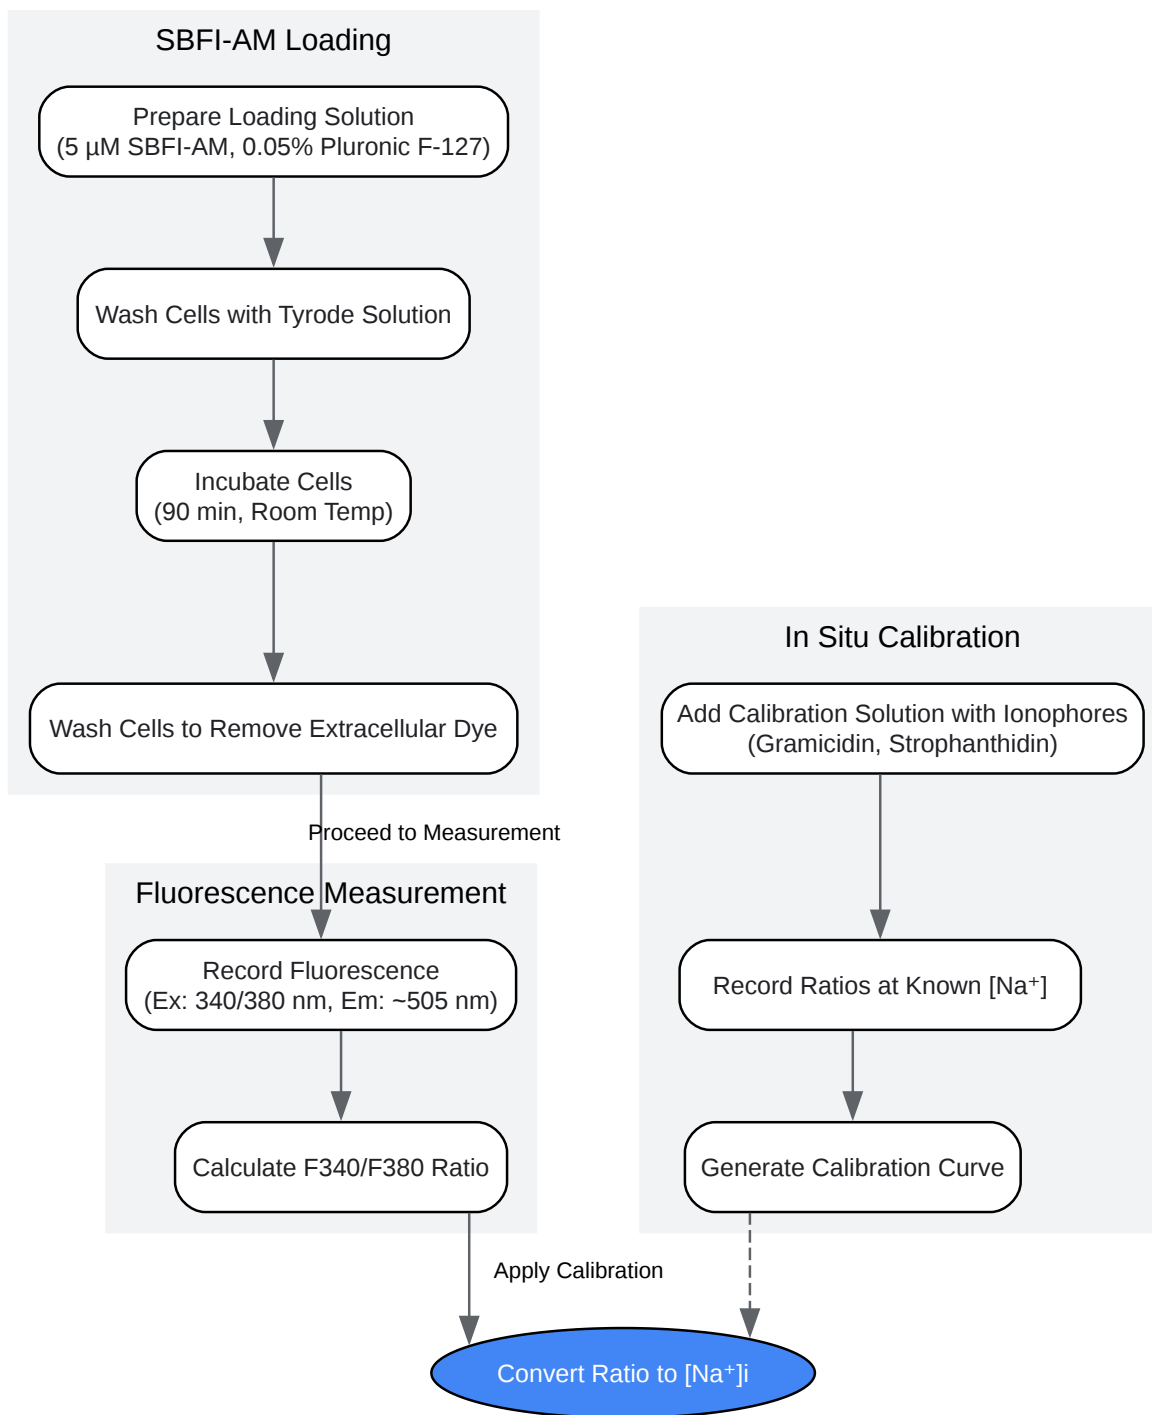 SBFI-AM Loading
Prepare Loading Solution
(5 µM SBFI-AM, 0.05% Pluronic F-127)
Wash Cells with Tyrode Solution
Incubate Cells
(90 min, Room Temp)
Wash Cells to Remove Extracellular Dye
Proceed to Measurement
Fluorescence Measurement
Record Fluorescence
(Ex: 340/380 nm, Em: ~505 nm)
Calculate F340/F380 Ratio
In Situ Calibration
Add Calibration Solution with Ionophores
(Gramicidin, Strophanthidin)
Record Ratios at Known [Na⁺]
Generate Calibration Curve
Apply Calibration
Convert Ratio to [Na⁺]i